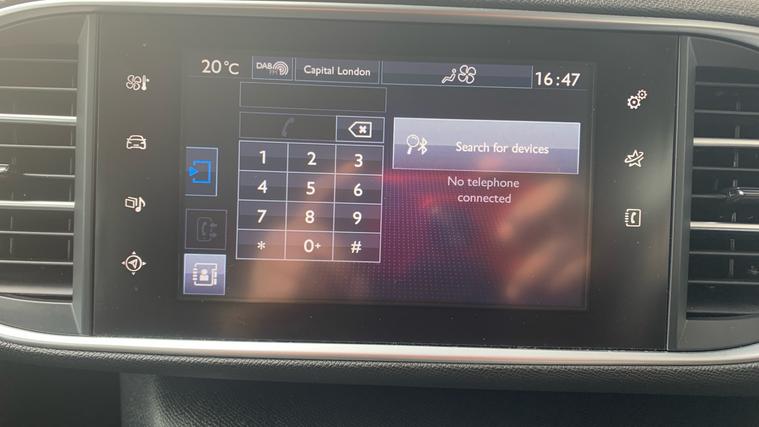 20 °C DAB FM Capital London 16:47
Search for devices
No telephone
connected
1 2 3
4 5 6
7 8 9
* 0+ #